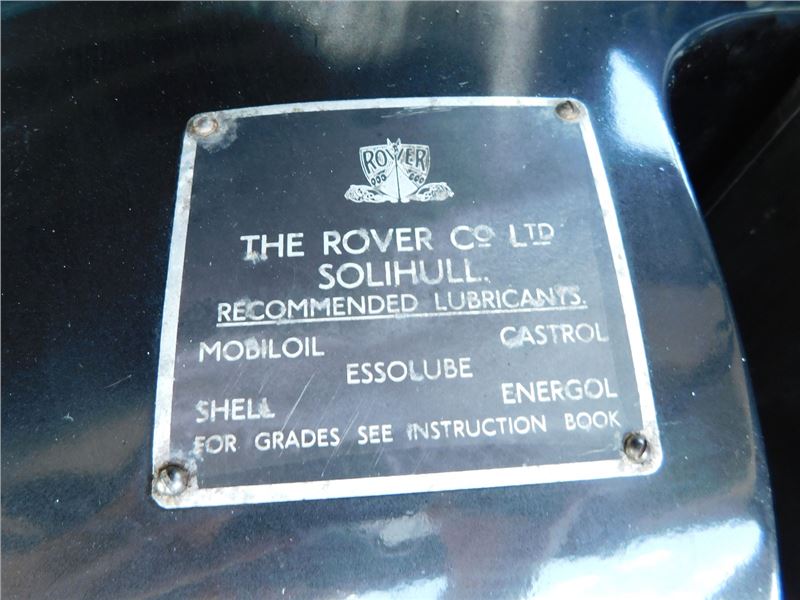 ROVER
THE ROVER Co LTD
SOLIHULL.
RECOMMENDED LUBRICANTS.
MOBILOIL CASTROL
ESSOLUBE
SHELL ENERGOL
FOR GRADES SEE INSTRUCTION BOOK